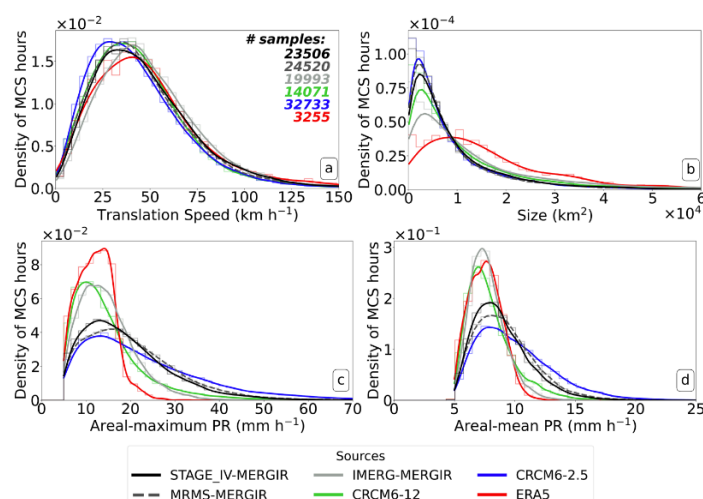 ×10⁻²
Density of MCS hours
1.5
1.0
0.5
0.0
0 25 50 75 100 125 150
Translation Speed (km h⁻¹)
# samples:
23506
24520
19993
14071
32733
3255
a
×10⁻⁴
Density of MCS hours
1.00
0.75
0.50
0.25
0.00
0 1 2 3 4 5 6
Size (km²)
×10⁴
b
×10⁻²
Density of MCS hours
8
6
4
2
0
0 10 20 30 40 50 60 70
Areal-maximum PR (mm h⁻¹)
c
×10⁻¹
Density of MCS hours
3
2
1
0
5 10 15 20 25
Areal-mean PR (mm h⁻¹)
d
Sources
STAGE_IV-MERGIR IMERG-MERGIR CRCM6-2.5
MRMS-MERGIR CRCM6-12 ERA5